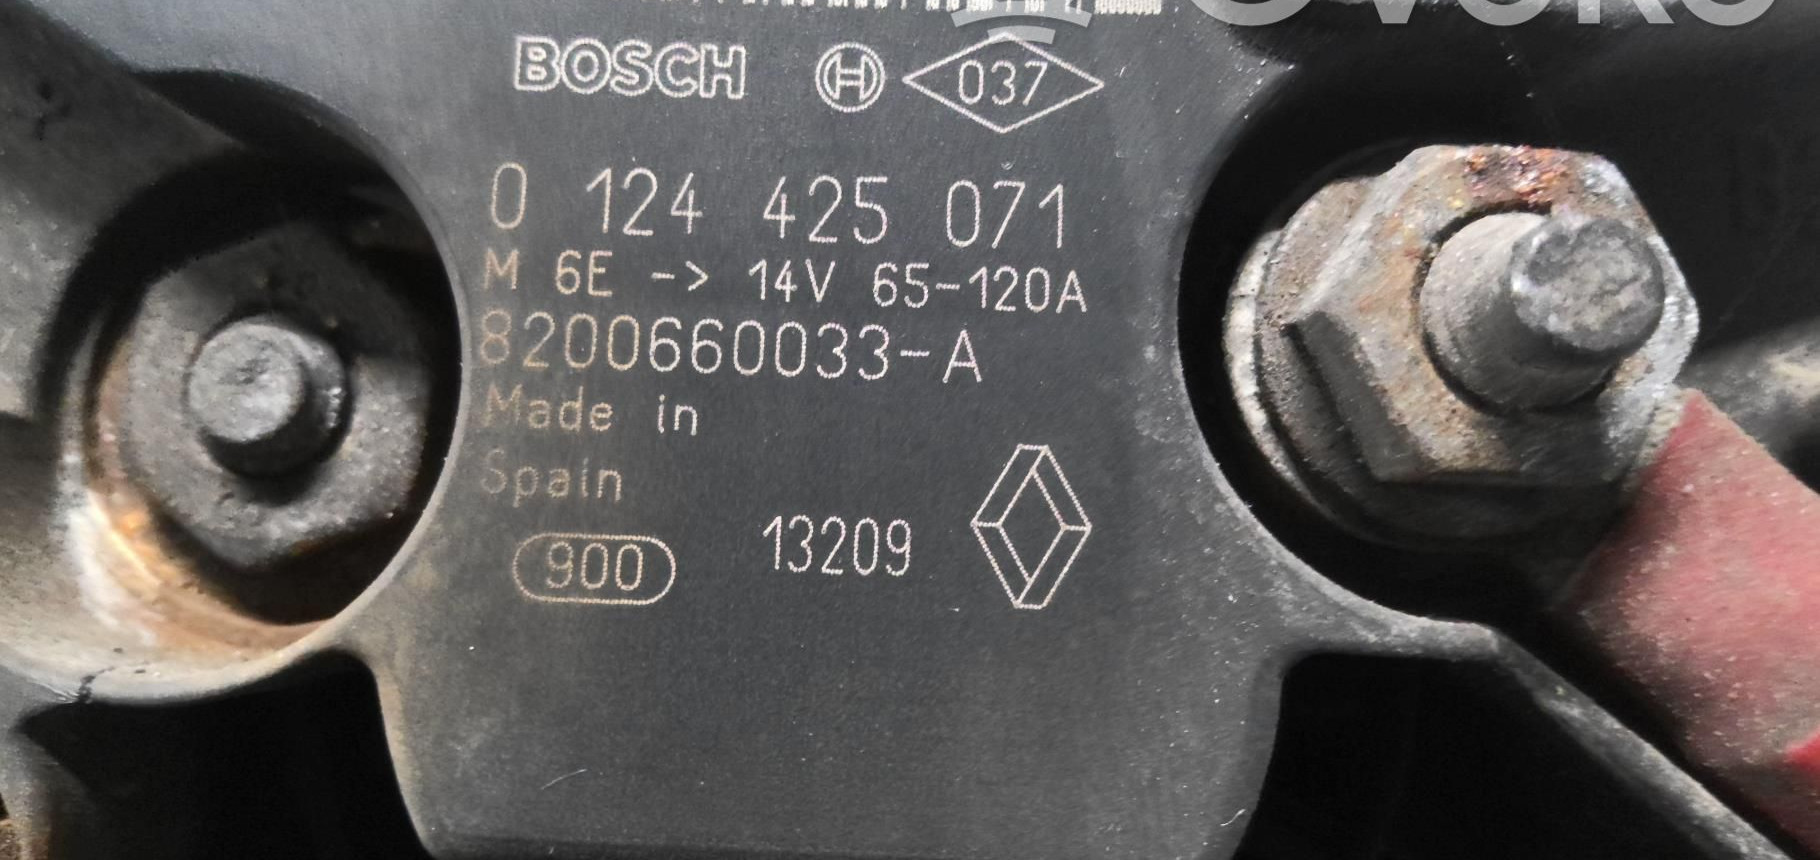 BOSCH H 037
0 124 425 071
M 6E -> 14V 65-120A
8200660033-A
Made in
Spain
900 13209